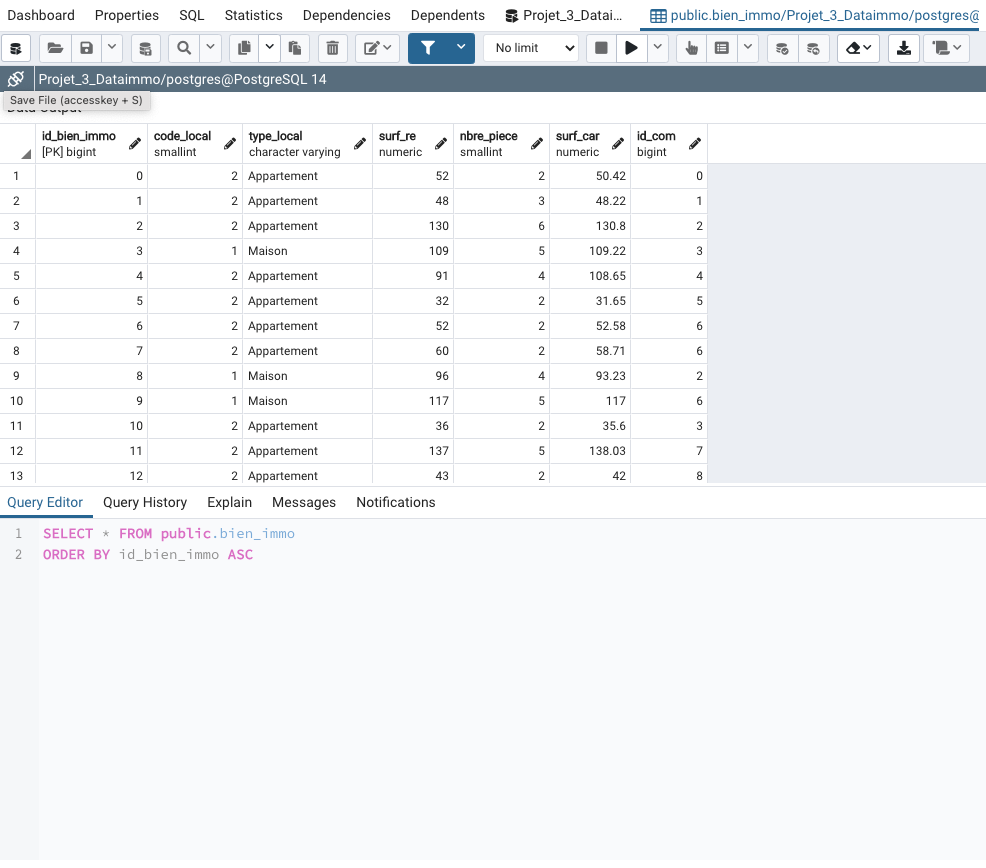 Dashboard Properties SQL Statistics Dependencies Dependents Projet_3_Datai... public.bien_immo/Projet_3_Dataimmo/postgres@
No limit
Projet_3_Dataimmo/postgres@PostgreSQL 14
Save File (accesskey + S)
Data Output
id_bien_immo code_local type_local surf_re nbre_piece surf_car id_com
[PK] bigint smallint character varying numeric smallint numeric bigint
1 0 2 Appartement 52 2 50.42 0
2 1 2 Appartement 48 3 48.22 1
3 2 2 Appartement 130 6 130.8 2
4 3 1 Maison 109 5 109.22 3
5 4 2 Appartement 91 4 108.65 4
6 5 2 Appartement 32 2 31.65 5
7 6 2 Appartement 52 2 52.58 6
8 7 2 Appartement 60 2 58.71 6
9 8 1 Maison 96 4 93.23 2
10 9 1 Maison 117 5 117 6
11 10 2 Appartement 36 2 35.6 3
12 11 2 Appartement 137 5 138.03 7
13 12 2 Appartement 43 2 42 8
Query Editor Query History Explain Messages Notifications
1 SELECT * FROM public.bien_immo
2 ORDER BY id_bien_immo ASC